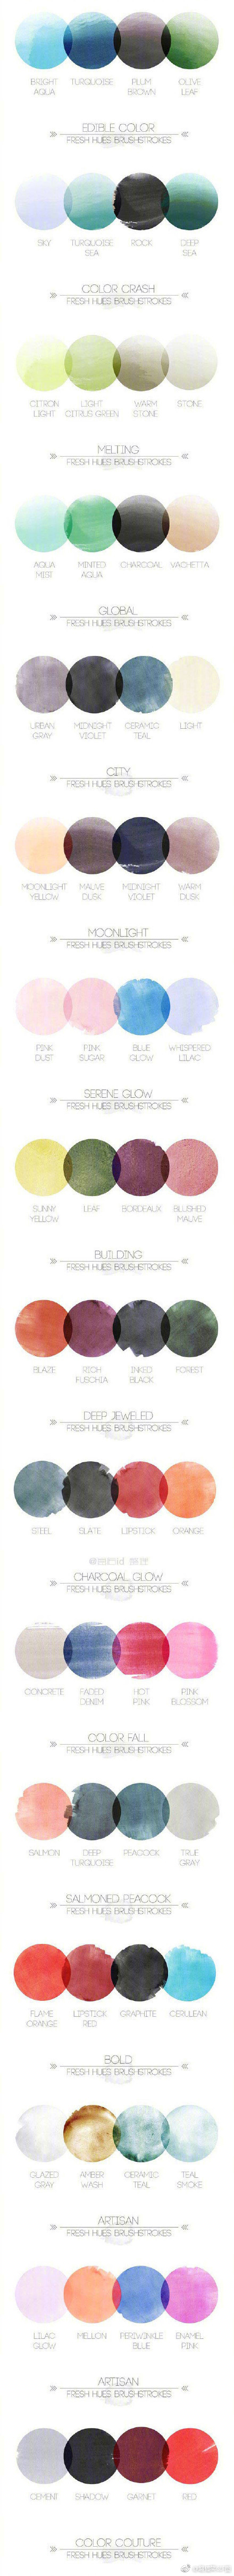 BRIGHT AQUA
TURQUOISE
PLUM BROWN
OLIVE LEAF
EDIBLE COLOR
FRESH HUES BRUSHSTROKES
SKY
TURQUOISE SEA
ROCK
DEEP SEA
COLOR CRASH
FRESH HUES BRUSHSTROKES
CITRON LIGHT
LIGHT CITRUS GREEN
WARM STONE
STONE
MELTING
FRESH HUES BRUSHSTROKES
AQUA MIST
MINTED AQUA
CHARCOAL
VACHETTA
GLOBAL
FRESH HUES BRUSHSTROKES
URBAN GRAY
MIDNIGHT VIOLET
CERAMIC TEAL
LIGHT
CITY
FRESH HUES BRUSHSTROKES
MOONLIGHT YELLOW
MAUVE DUSK
MIDNIGHT VIOLET
WARM DUSK
MOONLIGHT
FRESH HUES BRUSHSTROKES
PINK DUST
PINK SUGAR
BLUE GLOW
WHISPERED LILAC
SERENE GLOW
FRESH HUES BRUSHSTROKES
SUNNY YELLOW
LEAF
BORDEAUX
BLUSHED MAUVE
BUILDING
FRESH HUES BRUSHSTROKES
BLAZE
RICH FUSCHIA
INKED BLACK
FOREST
DEEP JEWELED
FRESH HUES BRUSHSTROKES
STEEL
SLATE
LIPSTICK
ORANGE
CHARCOAL GLOW
FRESH HUES BRUSHSTROKES
CONCRETE
FADED DENIM
HOT PINK
PINK BLOSSOM
COLOR FALL
FRESH HUES BRUSHSTROKES
SALMON
DEEP TURQUOISE
PEACOCK
TRUE GRAY
SALMONED PEACOCK
FRESH HUES BRUSHSTROKES
FLAME ORANGE
LIPSTICK RED
GRAPHITE
CERULEAN
BOLD
FRESH HUES BRUSHSTROKES
GLAZED GRAY
AMBER WASH
CERAMIC TEAL
TEAL SMOKE
ARTISAN
FRESH HUES BRUSHSTROKES
LILAC GLOW
MELLON
PERIWINKLE BLUE
ENAMEL PINK
ARTISAN
FRESH HUES BRUSHSTROKES
CEMENT
SHADOW
GARNET
RED
COLOR COUTURE
FRESH HUES BRUSHSTROKES